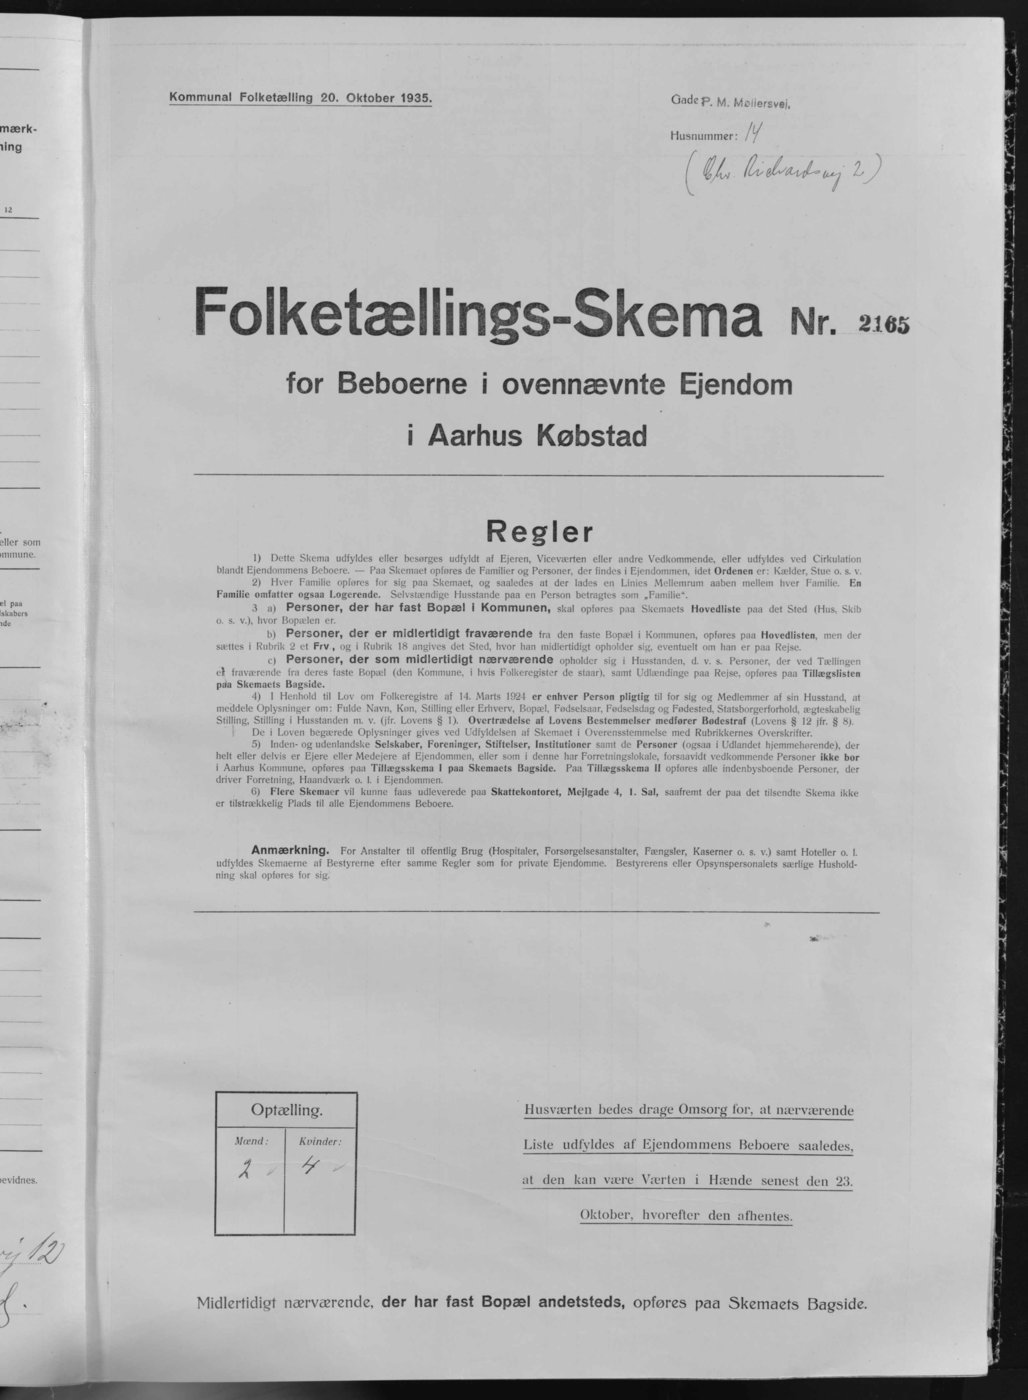 Kommunal Folketælling 20. Oktober 1935.
Gade P. M. Møllersvej.
Husnummer: 14
(Chr. Richardtsvej 2)
Folketællings-Skema Nr. 2165
for Beboerne i ovennævnte Ejendom
i Aarhus Købstad
Regler
1) Dette Skema udfyldes eller besørges udfyldt af Ejeren, Viceværten eller andre Vedkommende, eller udfyldes ved Cirkulation
blandt Ejendommens Beboere. — Paa Skemaet opføres de Familier og Personer, der findes i Ejendommen, idet Ordenen er: Kælder, Stue o. s. v.
2) Hver Familie opføres for sig paa Skemaet, og saaledes at der lades en Linies Mellemrum aaben mellem hver Familie. En
Familie omfatter ogsaa Logerende. Selvstændige Husstande paa en Person betragtes som „Familie“.
3 a) Personer, der har fast Bopæl i Kommunen, skal opføres paa Skemaets Hovedliste paa det Sted (Hus, Skib
o. s. v.), hvor Bopælen er.
b) Personer, der er midlertidigt fraværende fra den faste Bopæl i Kommunen, opføres paa Hovedlisten, men der
sættes i Rubrik 2 et Frv., og i Rubrik 18 angives det Sted, hvor han midlertidigt opholder sig, eventuelt om han er paa Rejse.
c) Personer, der som midlertidigt nærværende opholder sig i Husstanden, d. v. s. Personer, der ved Tællingen
er fraværende fra deres faste Bopæl (den Kommune, i hvis Folkeregister de staar), samt Udlændinge paa Rejse, opføres paa Tillægslisten
paa Skemaets Bagside.
4) I Henhold til Lov om Folkeregistre af 14. Marts 1924 er enhver Person pligtig til for sig og Medlemmer af sin Husstand, at
meddele Oplysninger om: Fulde Navn, Køn, Stilling eller Erhverv, Bopæl, Fødselsaar, Fødselsdag og Fødested, Statsborgerforhold, ægteskabelig
Stilling, Stilling i Husstanden m. v. (jfr. Lovens § 1). Overtrædelse af Lovens Bestemmelser medfører Bødestraf (Lovens § 12 jfr. § 8).
De i Loven begærede Oplysninger gives ved Udfyldelsen af Skemaet i Overensstemmelse med Rubrikkernes Overskrifter.
5) Inden- og udenlandske Selskaber, Foreninger, Stiftelser, Institutioner samt de Personer (ogsaa i Udlandet hjemmehørende), der
helt eller delvis er Ejere eller Medejere af Ejendommen, eller som i denne har Forretningslokale, forsaavidt vedkommende Personer ikke bor
i Aarhus Kommune, opføres paa Tillægsskema I paa Skemaets Bagside. Paa Tillægsskema II opføres alle indenbysboende Personer, der
driver Forretning, Haandværk o. l. i Ejendommen.
6) Flere Skemaer vil kunne faas udleverede paa Skattekontoret, Mejlgade 4, 1. Sal, saafremt der paa det tilsendte Skema ikke
er tilstrækkelig Plads til alle Ejendommens Beboere.
Anmærkning. For Anstalter til offentlig Brug (Hospitaler, Forsørgelsesanstalter, Fængsler, Kaserner o. s. v.) samt Hoteller o. l.
udfyldes Skemaerne af Bestyrerne efter samme Regler som for private Ejendomme. Bestyrerens eller Opsynspersonalets særlige Hushold-
ning skal opføres for sig.
Optælling.
Mænd: Kvinder:
2 4
Husværten bedes drage Omsorg for, at nærværende
Liste udfyldes af Ejendommens Beboere saaledes,
at den kan være Værten i Hænde senest den 23.
Oktober, hvorefter den afhentes.
Midlertidigt nærværende, der har fast Bopæl andetsteds, opføres paa Skemaets Bagside.
mærk-
ning
12
eller som
ommune.
el paa
lskabers
nde
bevidnes.
12